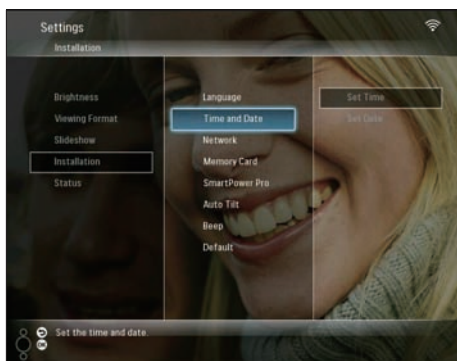 Settings
Installation
Brightness
Viewing Format
Slideshow
Installation
Status
Language
Time and Date
Network
Memory Card
SmartPower Pro
Auto Tilt
Beep
Default
Set Time
Set Date
OK
Set the time and date.